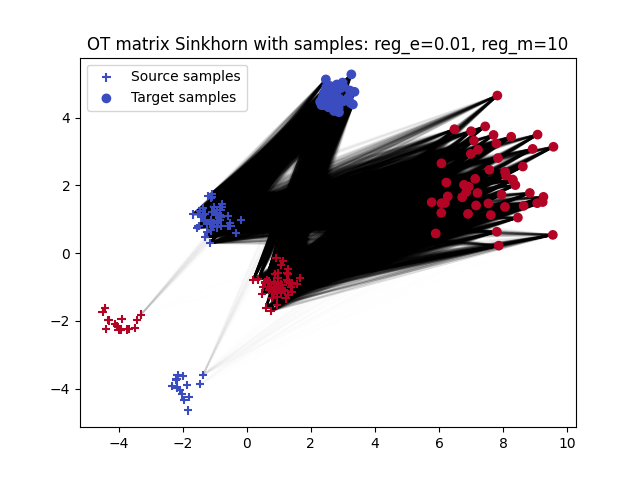 OT matrix Sinkhorn with samples: reg_e=0.01, reg_m=10
Source samples
Target samples
4
2
0
−2
−4
−4 −2 0 2 4 6 8 10